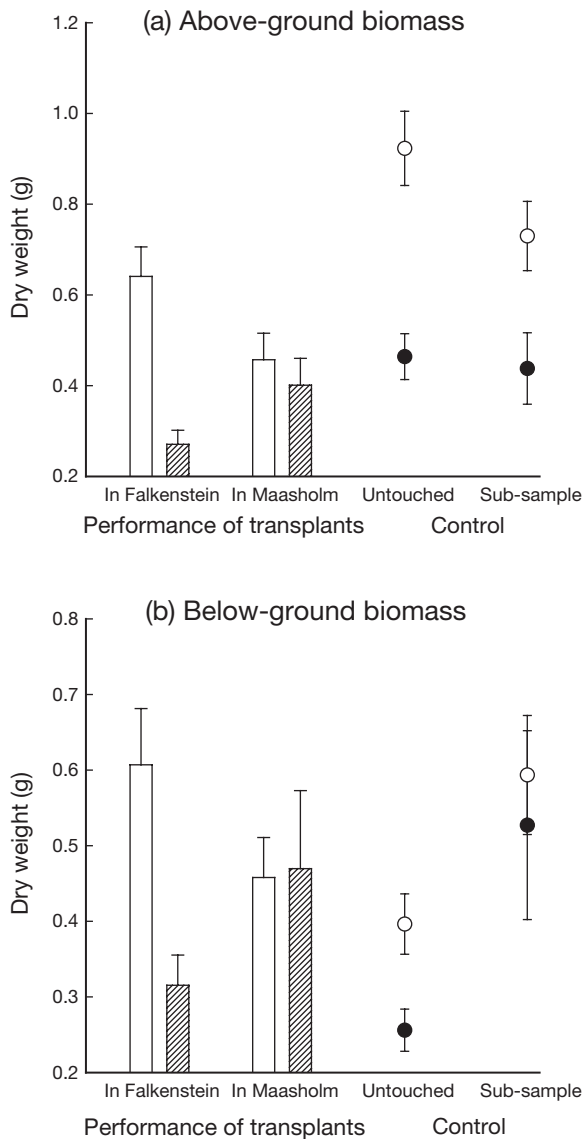 (a) Above-ground biomass
1.2
1.0
0.8
0.6
0.4
0.2
Dry weight (g)
In Falkenstein In Maasholm Untouched Sub-sample
Performance of transplants Control
(b) Below-ground biomass
0.8
0.7
0.6
0.5
0.4
0.3
0.2
Dry weight (g)
In Falkenstein In Maasholm Untouched Sub-sample
Performance of transplants Control